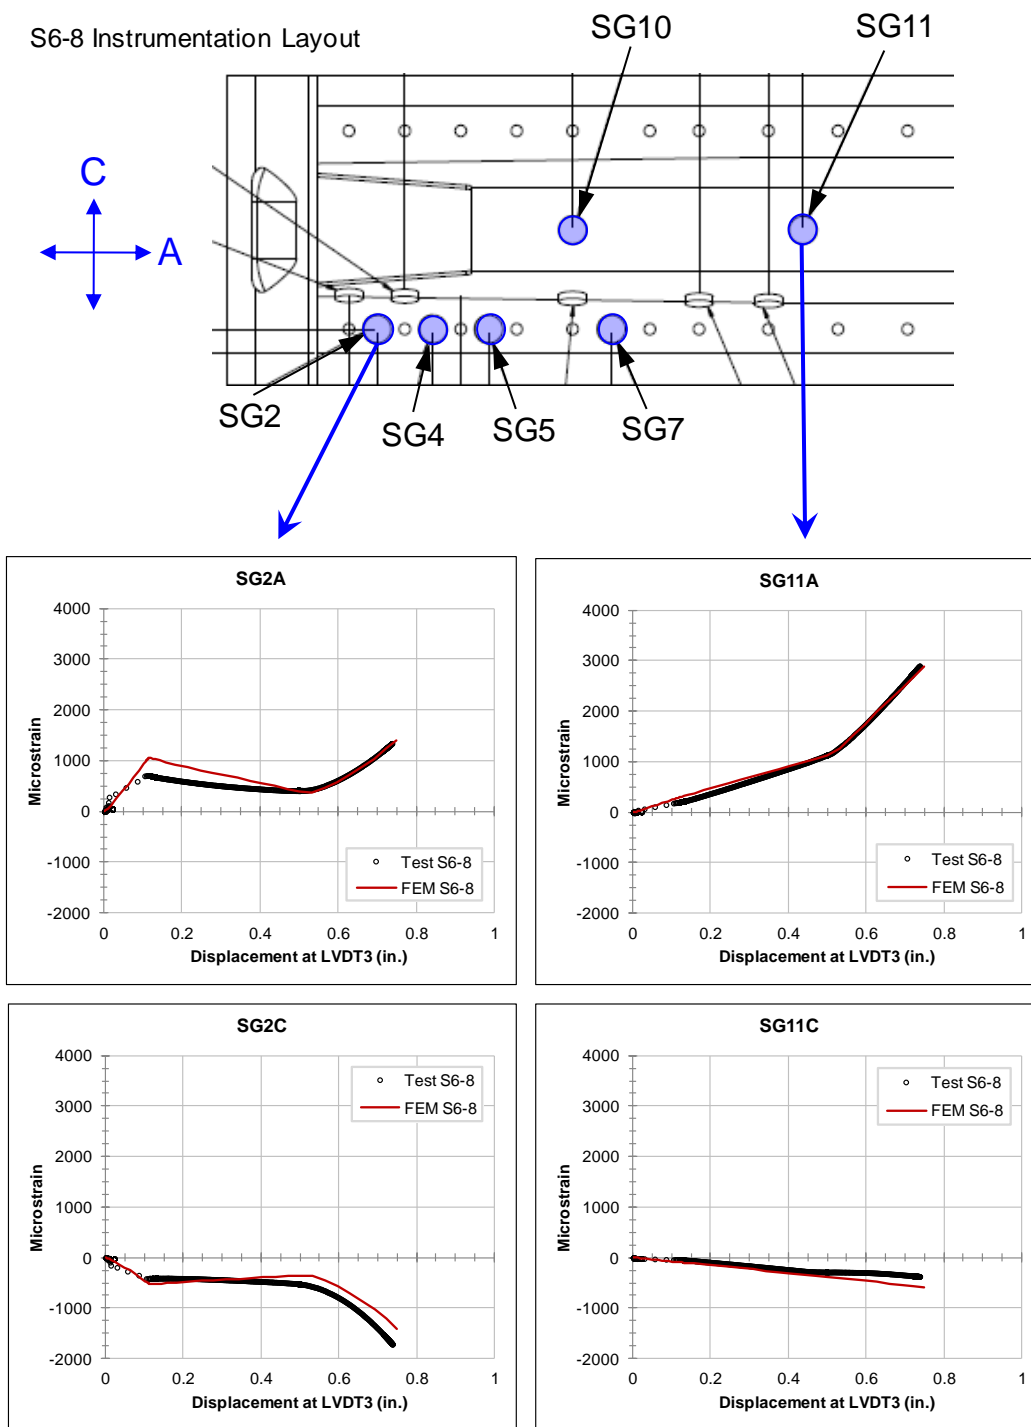 S6-8 Instrumentation Layout
SG10
SG11
C
A
SG2
SG4
SG5
SG7
SG2A
4000
3000
2000
1000
0
-1000
-2000
Microstrain
Test S6-8
FEM S6-8
0 0.2 0.4 0.6 0.8 1
Displacement at LVDT3 (in.)
SG11A
4000
3000
2000
1000
0
-1000
-2000
Microstrain
Test S6-8
FEM S6-8
0 0.2 0.4 0.6 0.8 1
Displacement at LVDT3 (in.)
SG2C
4000
3000
2000
1000
0
-1000
-2000
Microstrain
Test S6-8
FEM S6-8
0 0.2 0.4 0.6 0.8 1
Displacement at LVDT3 (in.)
SG11C
4000
3000
2000
1000
0
-1000
-2000
Microstrain
Test S6-8
FEM S6-8
0 0.2 0.4 0.6 0.8 1
Displacement at LVDT3 (in.)